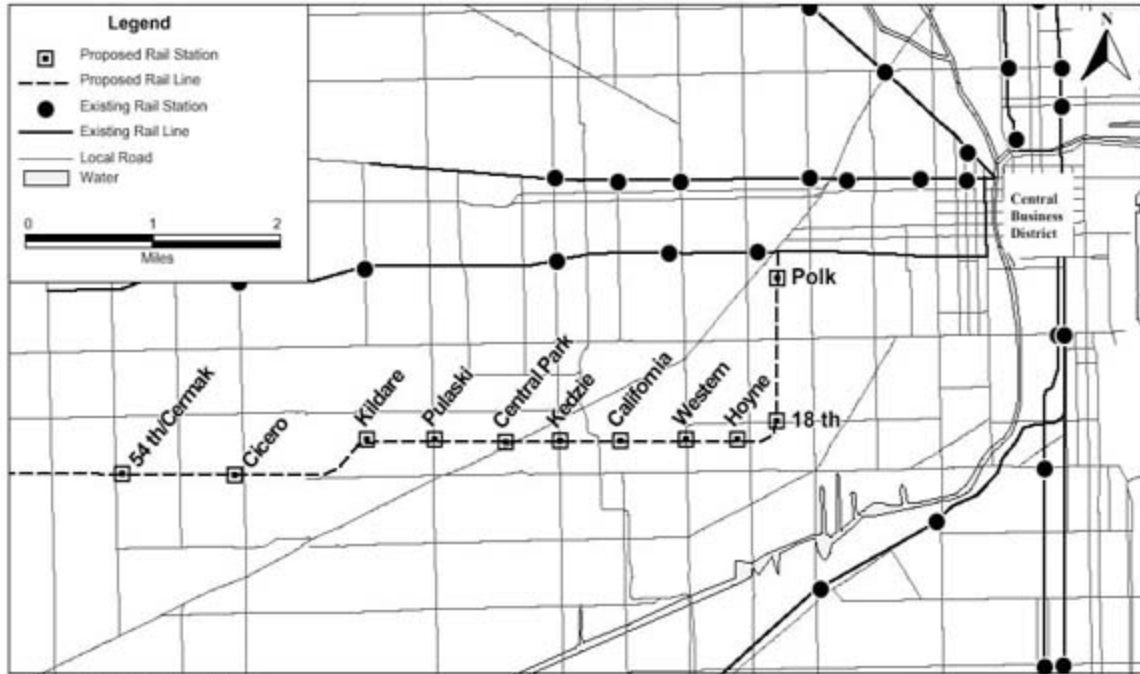 Legend
Proposed Rail Station
Proposed Rail Line
Existing Rail Station
Existing Rail Line
Local Road
Water
0 1 2
Miles
N
Central
Business
District
Polk
54 th/Cermak
Cicero
Kildare
Pulaski
Central Park
Kedzie
California
Western
Hoyne
18 th